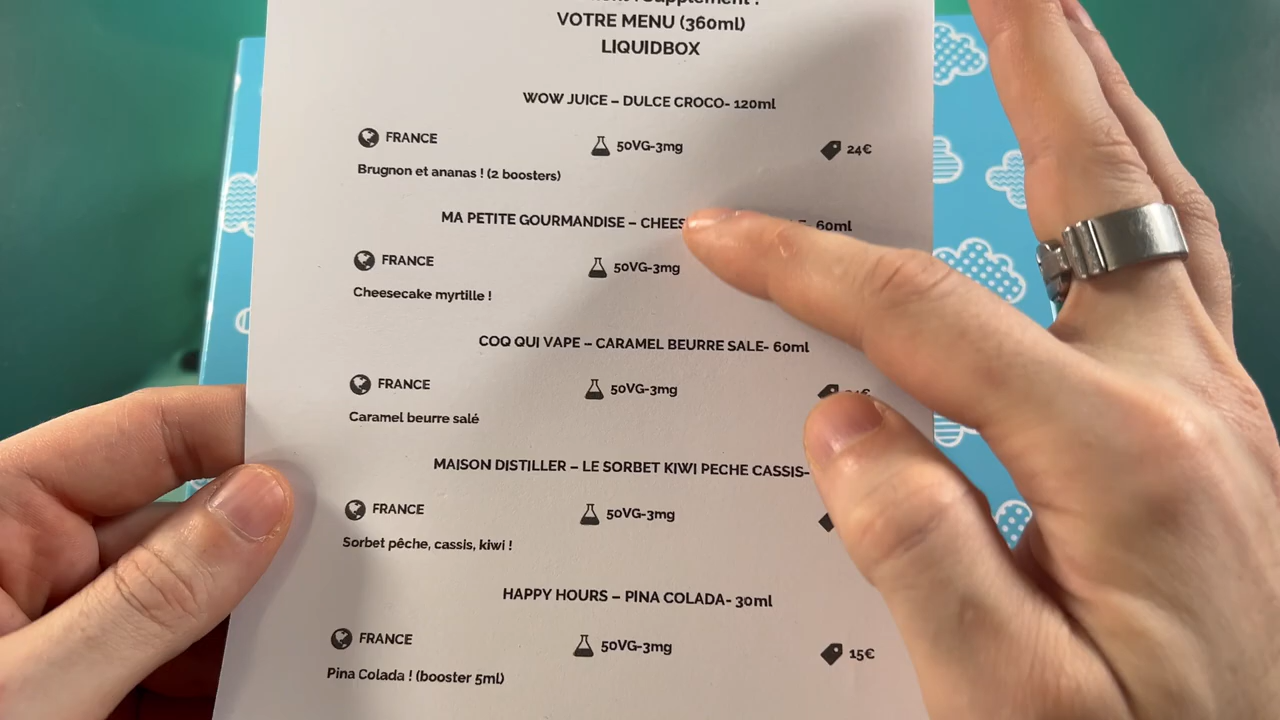 VOTRE MENU (360ml)
LIQUIDBOX
WOW JUICE – DULCE CROCO- 120ml
FRANCE 50VG-3mg 24€
Brugnon et ananas ! (2 boosters)
MA PETITE GOURMANDISE – 60ml
FRANCE 50VG-3mg
Cheesecake myrtille !
COQ QUI VAPE – CARAMEL BEURRE SALE- 60ml
FRANCE 50VG-3mg
Caramel beurre salé
MAISON DISTILLER – LE SORBET KIWI PECHE CASSIS-
FRANCE 50VG-3mg
Sorbet pêche, cassis, kiwi !
HAPPY HOURS – PINA COLADA- 30ml
FRANCE 50VG-3mg 15€
Pina Colada ! (booster 5ml)